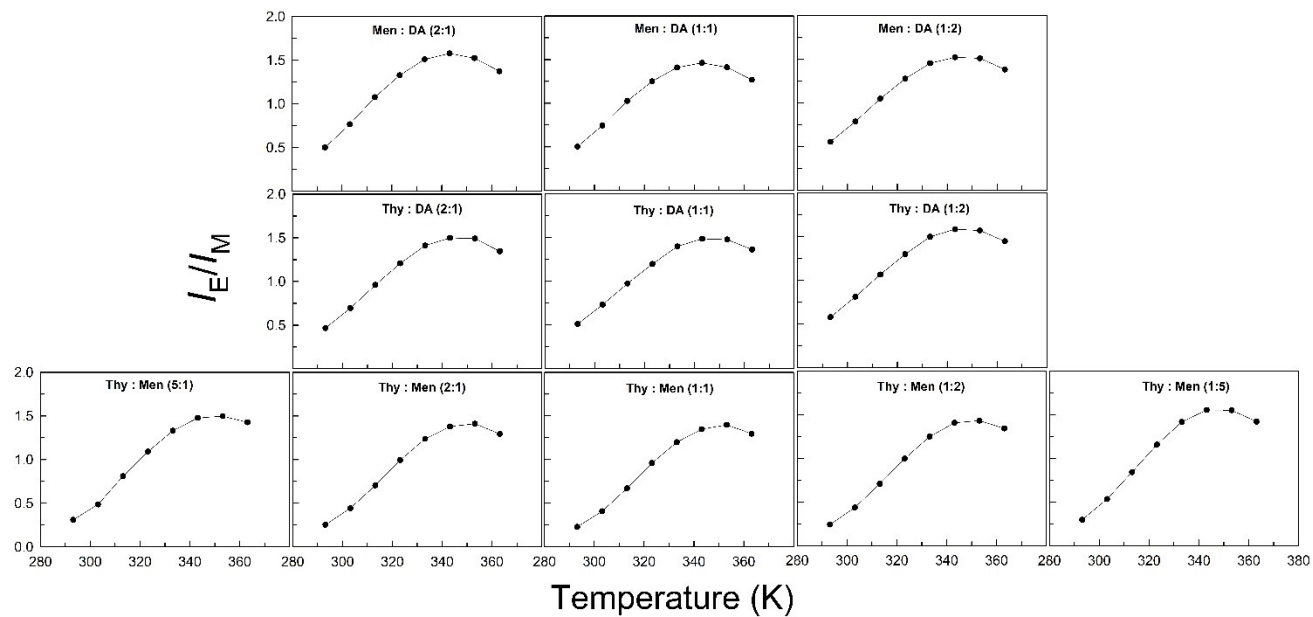 2.0
Men : DA (2:1)
Men : DA (1:1)
Men : DA (1:2)
1.5
1.0
0.5
2.0
Thy : DA (2:1)
Thy : DA (1:1)
Thy : DA (1:2)
1.5
1.0
0.5
I_E/I_M
2.0
Thy : Men (5:1)
Thy : Men (2:1)
Thy : Men (1:1)
Thy : Men (1:2)
Thy : Men (1:5)
1.5
1.0
0.5
0.0
280 300 320 340 360 280 300 320 340 360 280 300 320 340 360 280 300 320 340 360 280 300 320 340 360 380
Temperature (K)